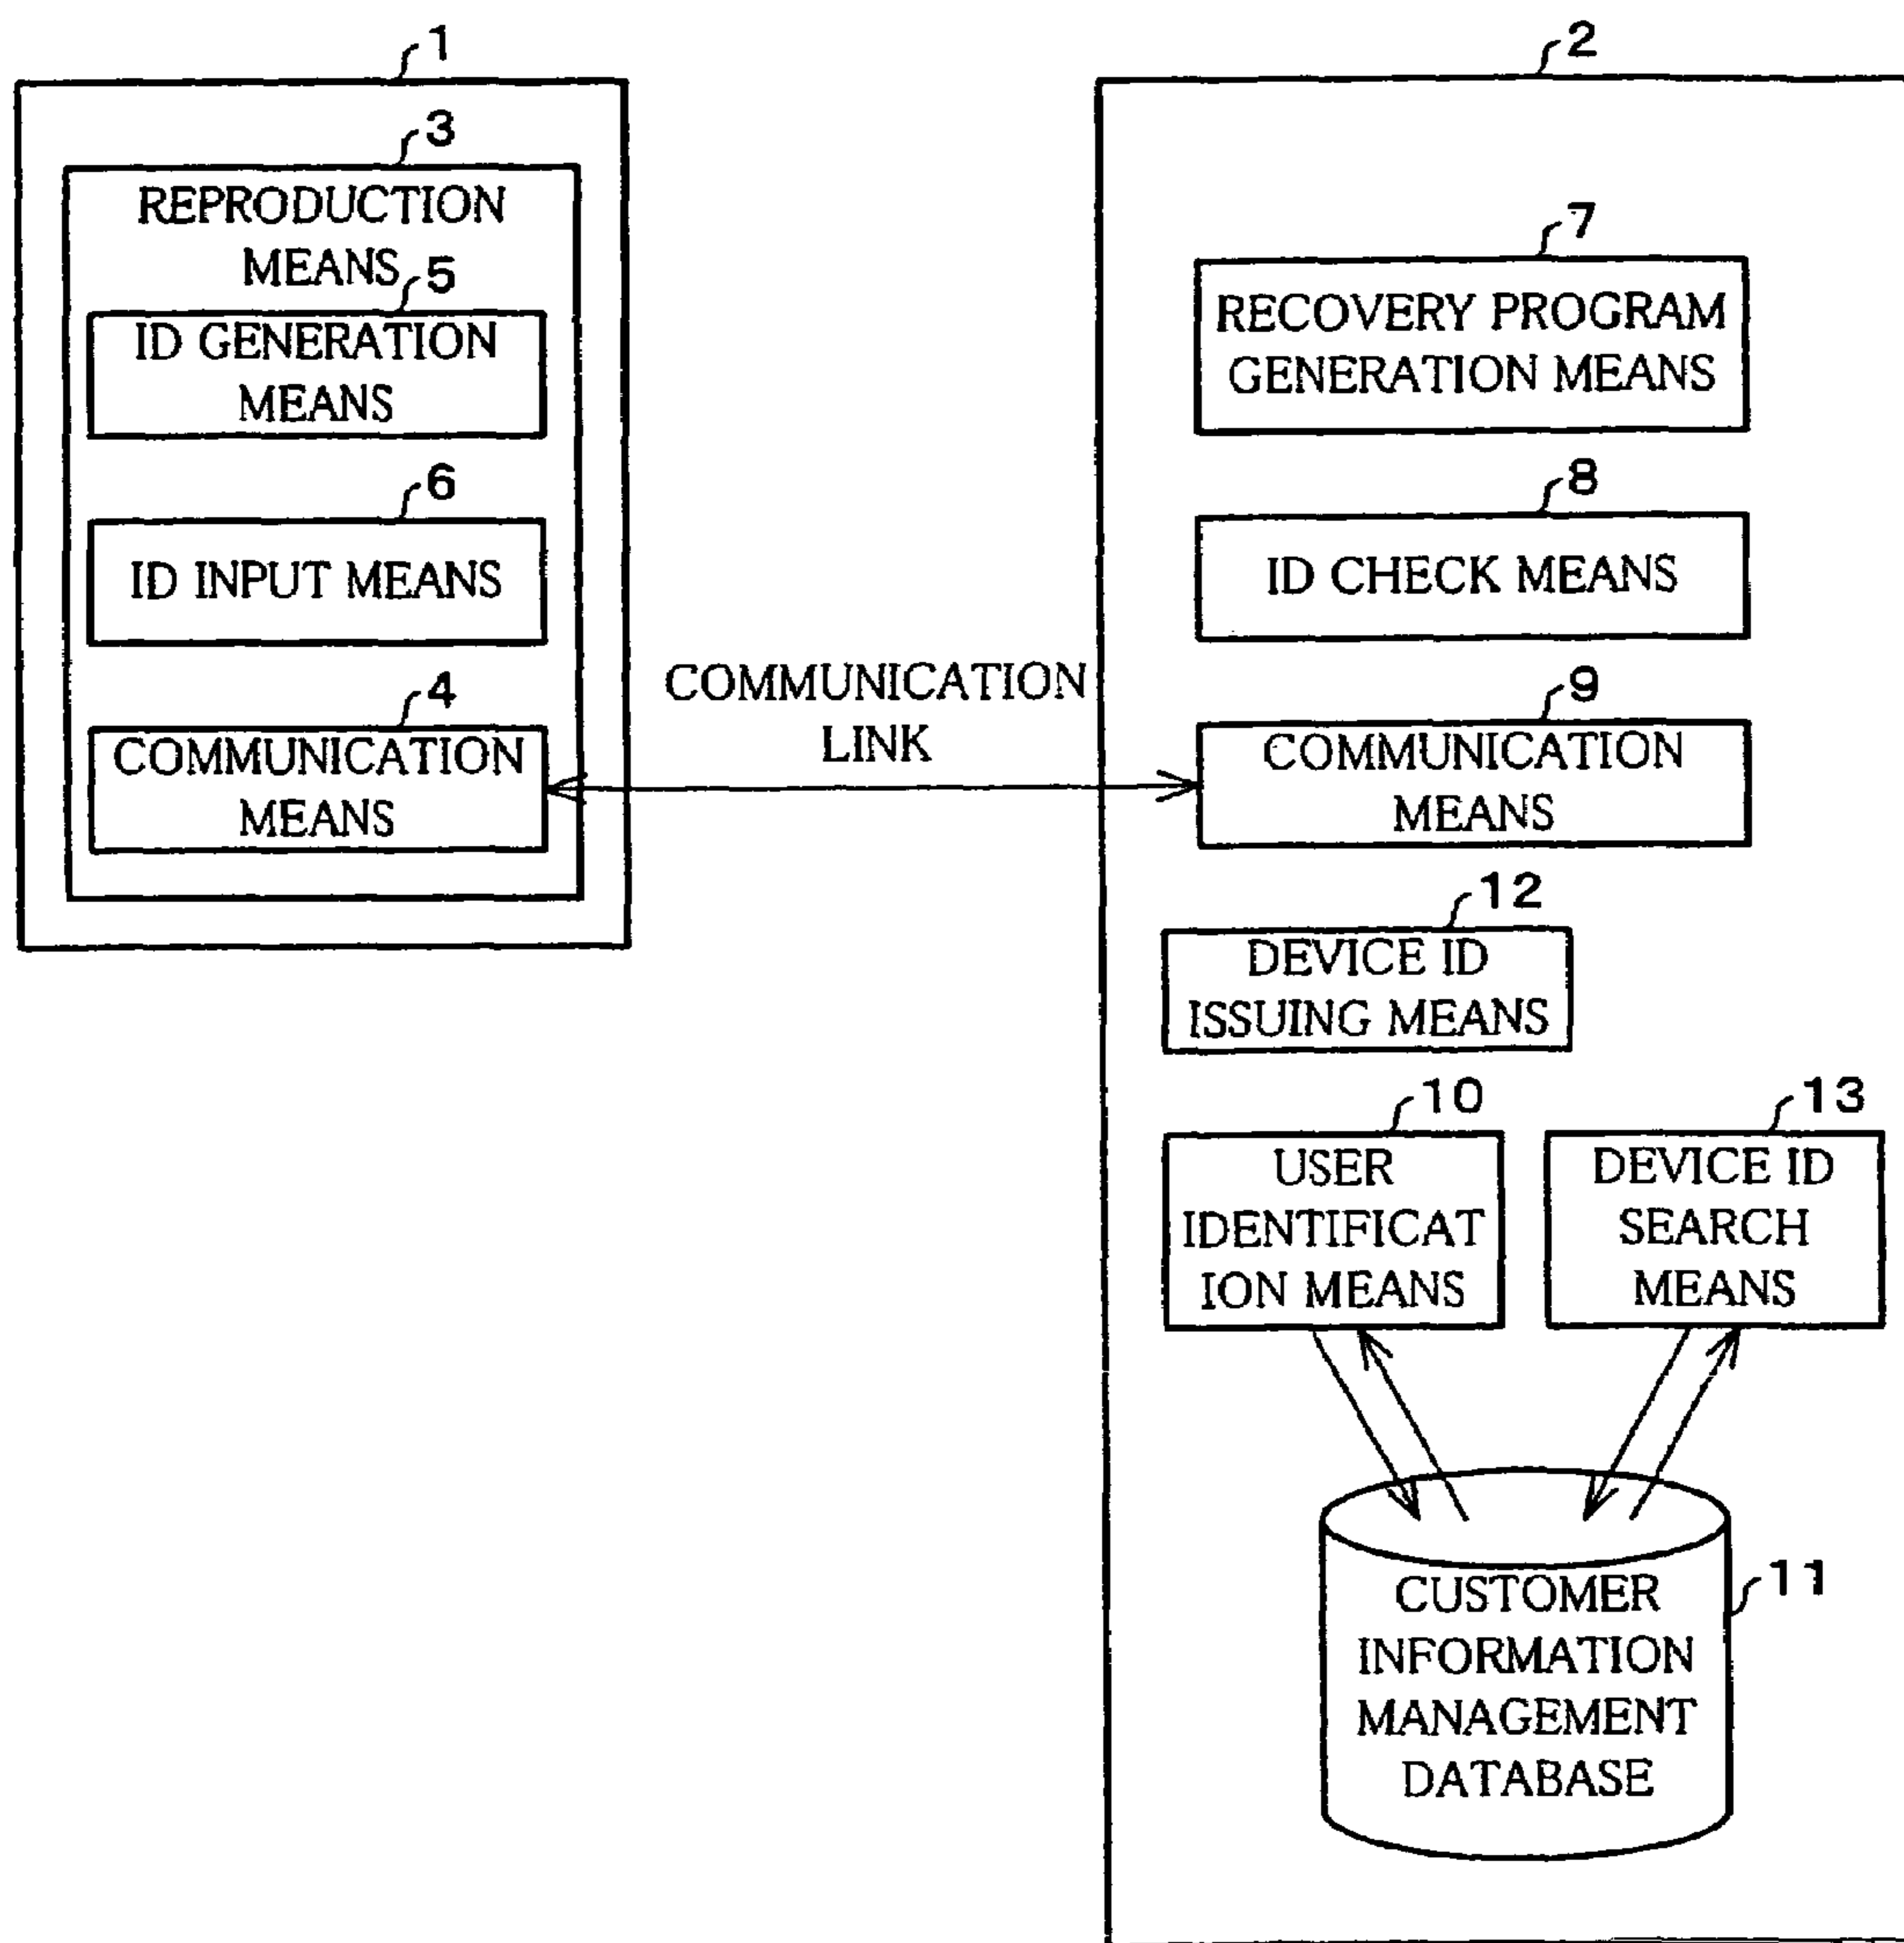 1
3
REPRODUCTION
MEANS
5
ID GENERATION
MEANS
6
ID INPUT MEANS
4
COMMUNICATION
MEANS
COMMUNICATION
LINK
2
7
RECOVERY PROGRAM
GENERATION MEANS
8
ID CHECK MEANS
9
COMMUNICATION
MEANS
12
DEVICE ID
ISSUING MEANS
10
USER
IDENTIFICAT
ION MEANS
13
DEVICE ID
SEARCH
MEANS
11
CUSTOMER
INFORMATION
MANAGEMENT
DATABASE